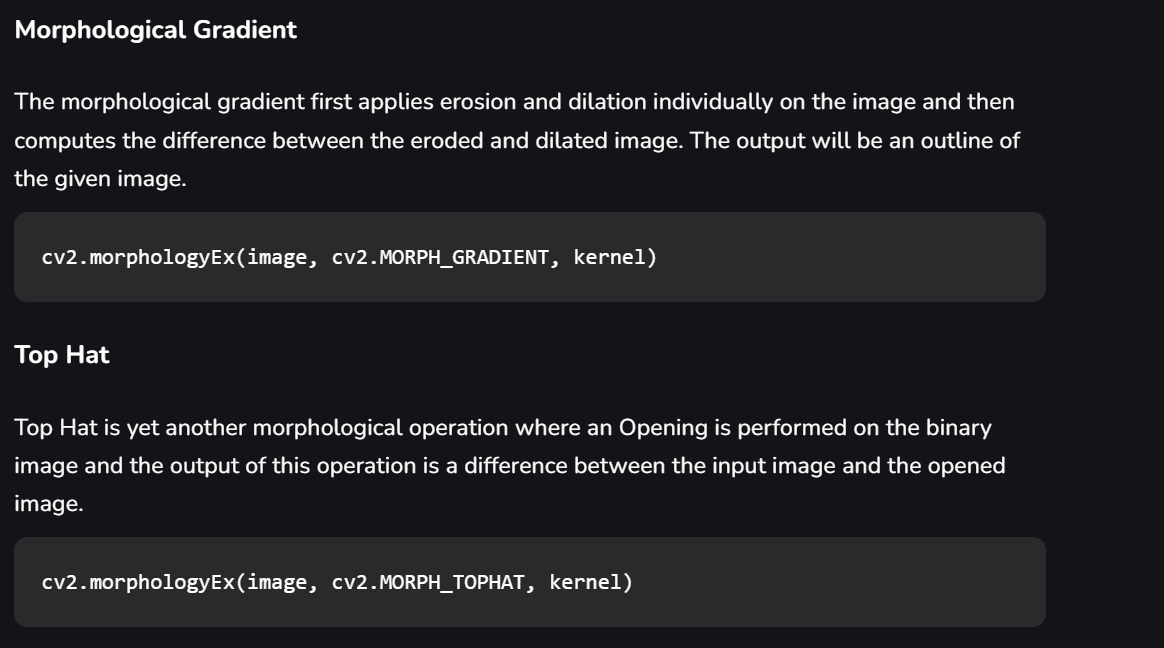 Morphological Gradient
The morphological gradient first applies erosion and dilation individually on the image and then
computes the difference between the eroded and dilated image. The output will be an outline of
the given image.
cv2.morphologyEx(image, cv2.MORPH_GRADIENT, kernel)
Top Hat
Top Hat is yet another morphological operation where an Opening is performed on the binary
image and the output of this operation is a difference between the input image and the opened
image.
cv2.morphologyEx(image, cv2.MORPH_TOPHAT, kernel)